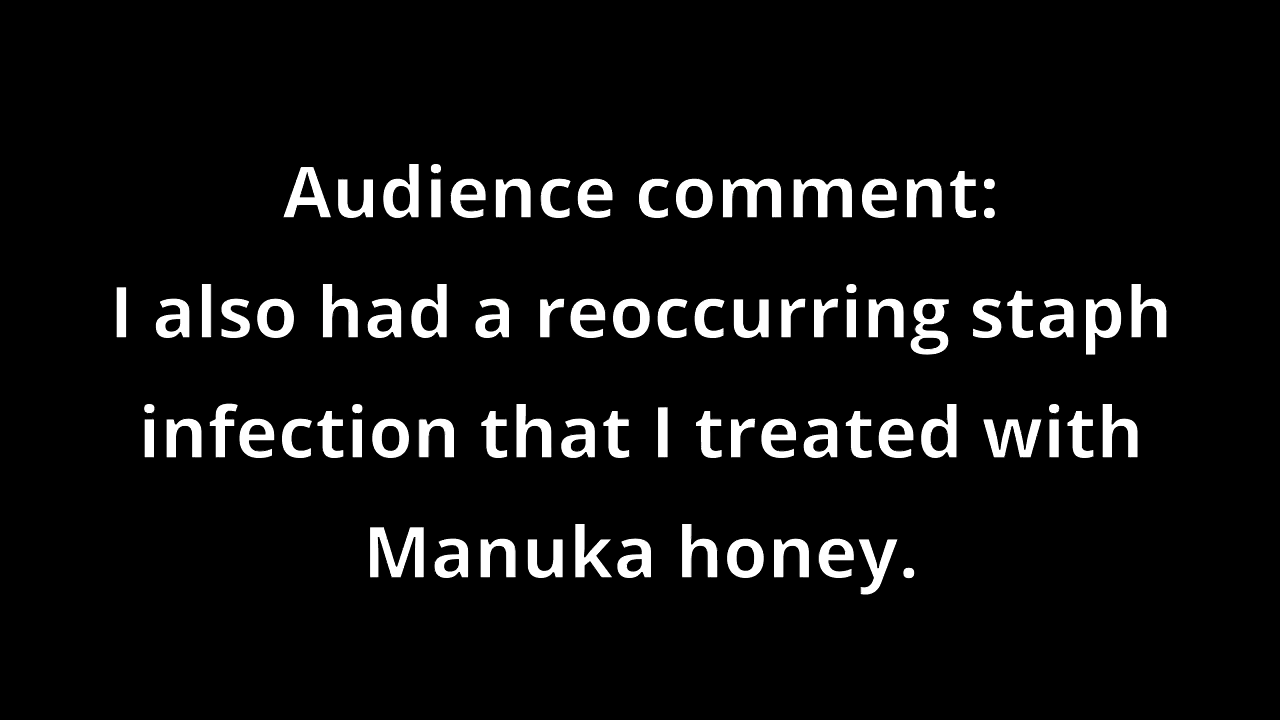 Audience comment:
I also had a reoccurring staph
infection that I treated with
Manuka honey.